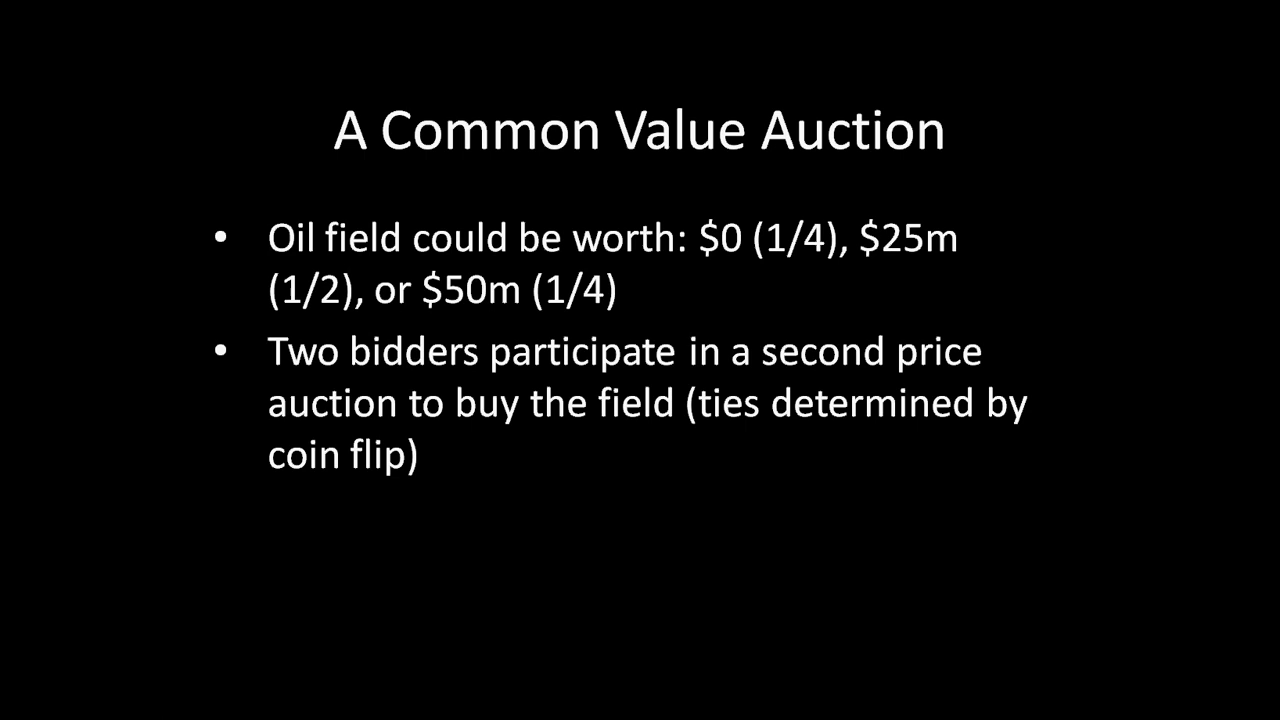 A Common Value Auction
• Oil field could be worth: $0 (1/4), $25m
(1/2), or $50m (1/4)
• Two bidders participate in a second price
auction to buy the field (ties determined by
coin flip)